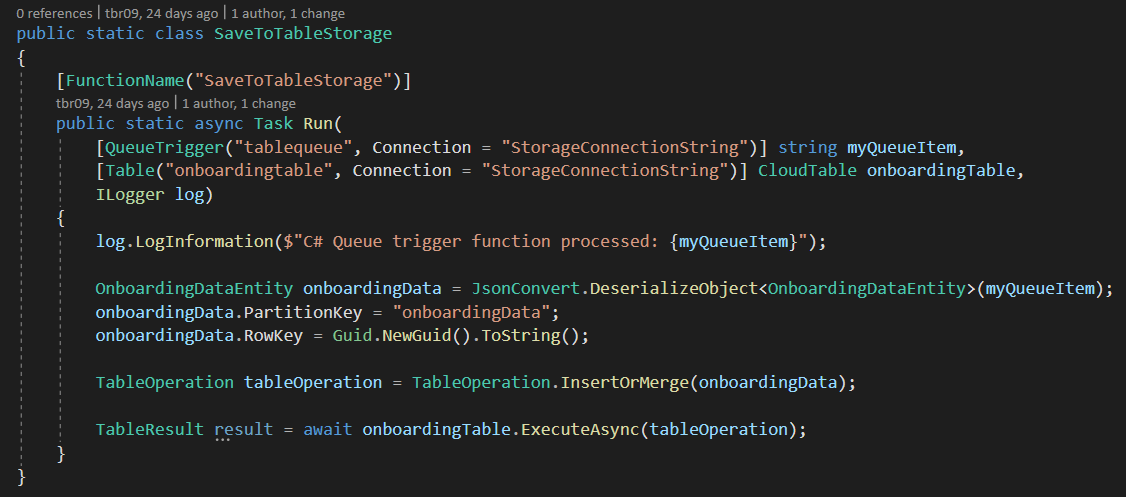 0 references | tbr09, 24 days ago | 1 author, 1 change
public static class SaveToTableStorage
{
[FunctionName("SaveToTableStorage")]
tbr09, 24 days ago | 1 author, 1 change
public static async Task Run(
[QueueTrigger("tablequeue", Connection = "StorageConnectionString")] string myQueueItem,
[Table("onboardingtable", Connection = "StorageConnectionString")] CloudTable onboardingTable,
ILogger log)
{
log.LogInformation($"C# Queue trigger function processed: {myQueueItem}");
OnboardingDataEntity onboardingData = JsonConvert.DeserializeObject<OnboardingDataEntity>(myQueueItem);
onboardingData.PartitionKey = "onboardingData";
onboardingData.RowKey = Guid.NewGuid().ToString();
TableOperation tableOperation = TableOperation.InsertOrMerge(onboardingData);
TableResult result = await onboardingTable.ExecuteAsync(tableOperation);
}
}